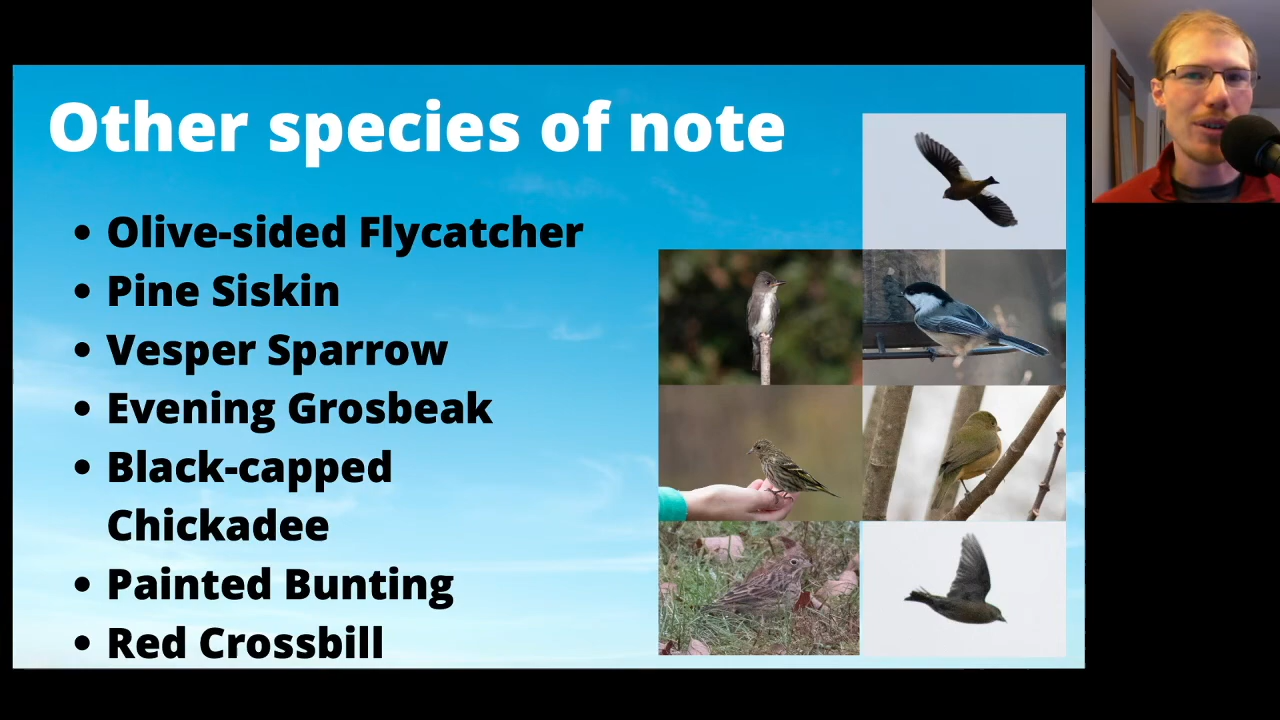 Other species of note
• Olive-sided Flycatcher
• Pine Siskin
• Vesper Sparrow
• Evening Grosbeak
• Black-capped
Chickadee
• Painted Bunting
• Red Crossbill